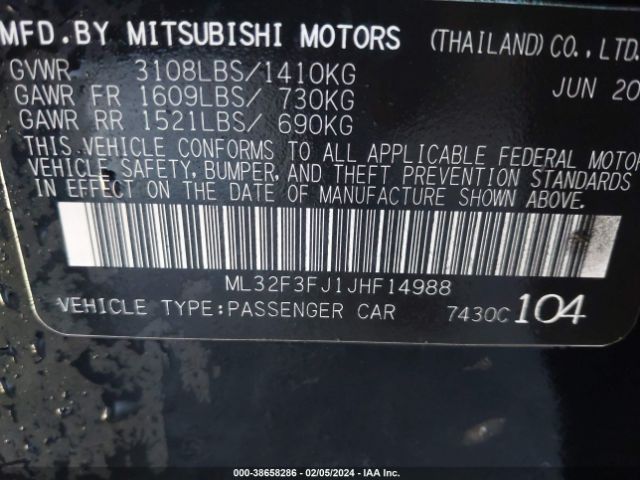 MFD.BY MITSUBISHI MOTORS (THAILAND)CO.,LTD.
GVWR 3108LBS/1410KG JUN 20
GAWR FR 1609LBS/ 730KG
GAWR RR 1521LBS/ 690KG
THIS VEHICLE CONFORMS TO ALL APPLICABLE FEDERAL MOTOR
VEHICLE SAFETY, BUMPER, AND THEFT PREVENTION STANDARDS
IN EFFECT ON THE DATE OF MANUFACTURE SHOWN ABOVE.
ML32F3FJ1JHF14988
VEHICLE TYPE:PASSENGER CAR 7430C 104
000-38658286 - 02/05/2024 - IAAI.COM